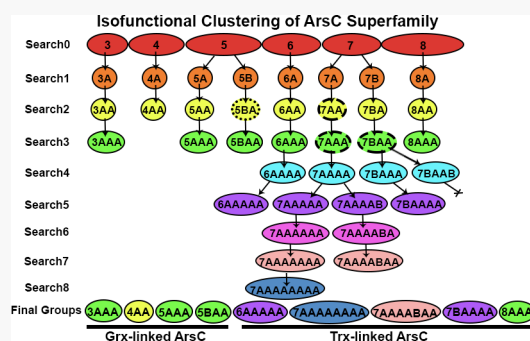 Isofunctional Clustering of ArsC Superfamily
Search0 3 4 5 6 7 8
Search1 3A 4A 5A 5B 6A 7A 7B 8A
Search2 3AA 4AA 5AA 5BA 6AA 7AA 7BA 8AA
Search3 3AAA 5AAA 5BAA 6AAA 7AAA 7BAA 8AAA
Search4 6AAAA 7AAAA 7BAAA 7BAAB
Search5 6AAAAA 7AAAAA 7AAAAB 7BAAAA
Search6 7AAAAAA 7AAAABA
Search7 7AAAAAAA 7AAAABAA
Search8 7AAAAAAAA
Final Groups 3AAA 4AA 5AAA 5BAA 6AAAAA 7AAAAAAAA 7AAAABAA 7BAAAA 8AAA
Grx-linked ArsC Trx-linked ArsC